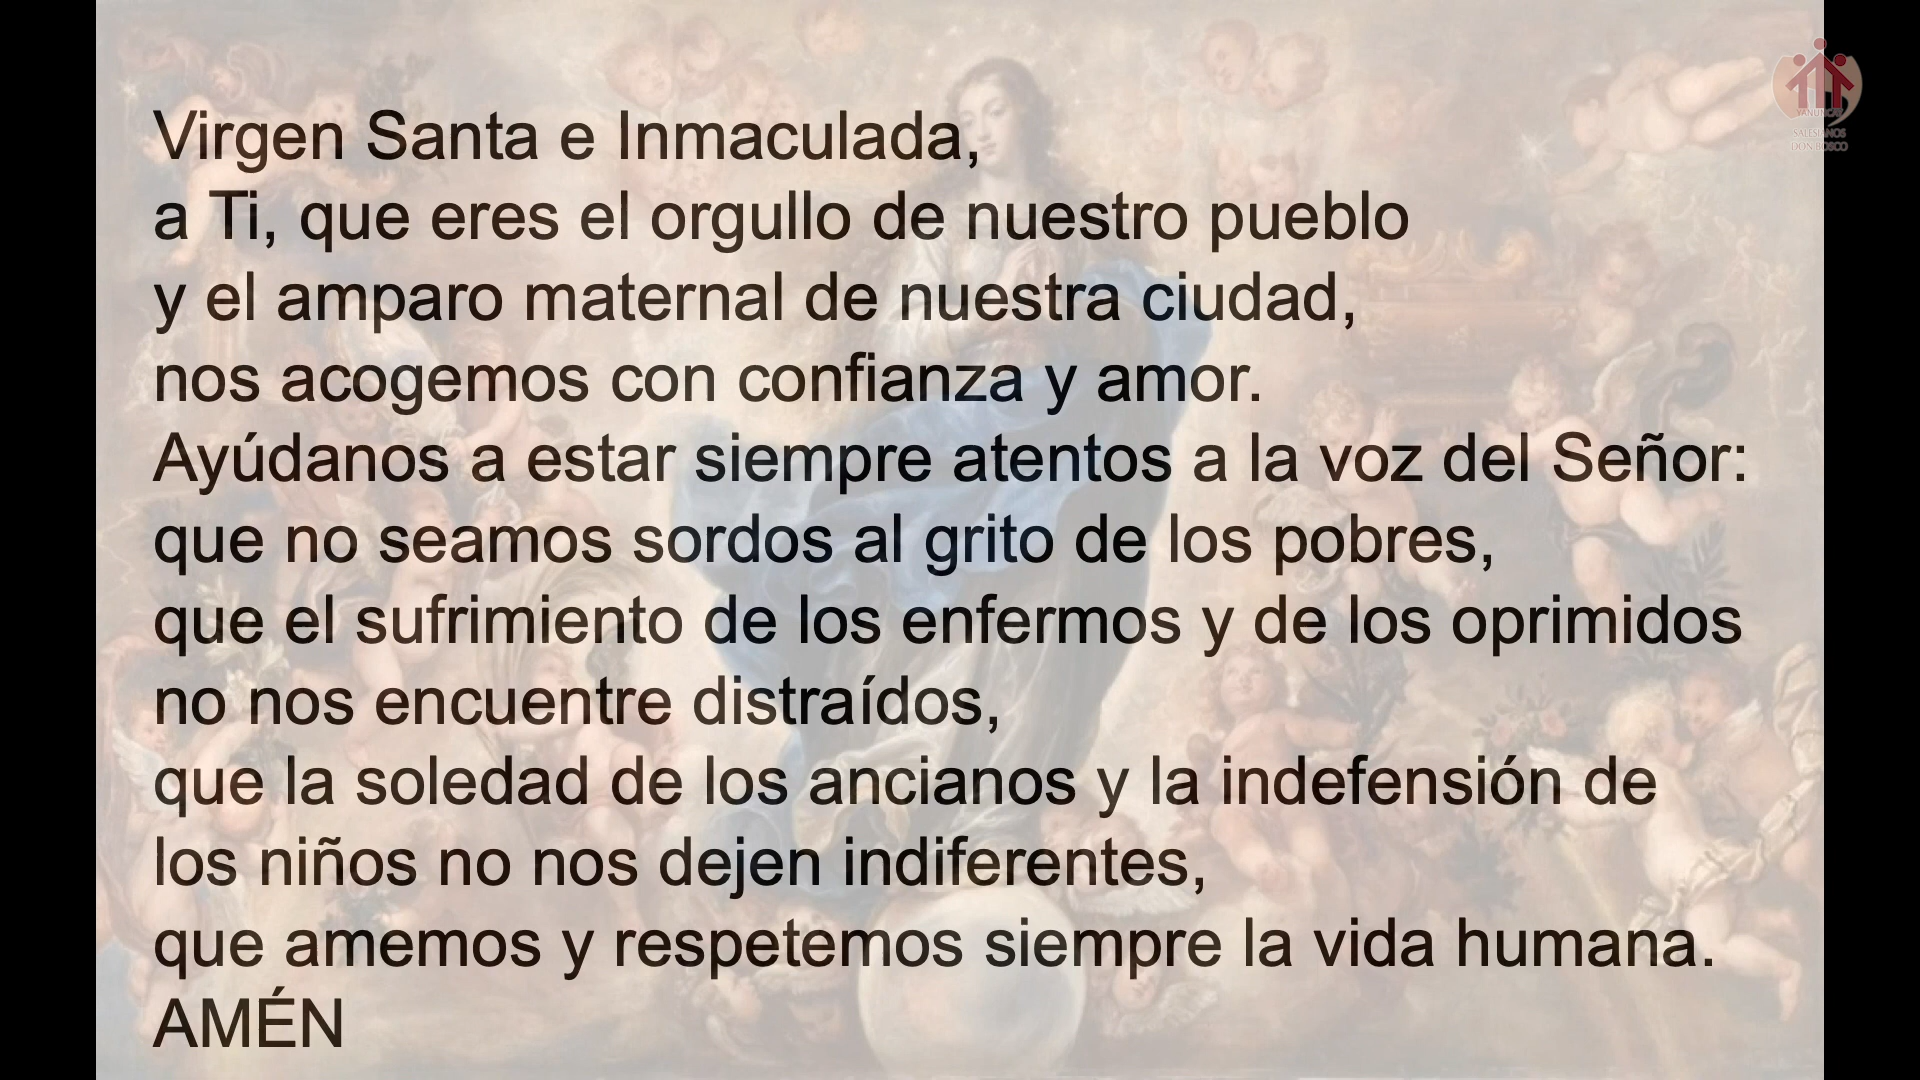 Virgen Santa e Inmaculada,
a Ti, que eres el orgullo de nuestro pueblo
y el amparo maternal de nuestra ciudad,
nos acogemos con confianza y amor.
Ayúdanos a estar siempre atentos a la voz del Señor:
que no seamos sordos al grito de los pobres,
que el sufrimiento de los enfermos y de los oprimidos
no nos encuentre distraídos,
que la soledad de los ancianos y la indefensión de
los niños no nos dejen indiferentes,
que amemos y respetemos siempre la vida humana.
AMÉN
SALESIANOS
DON BOSCO